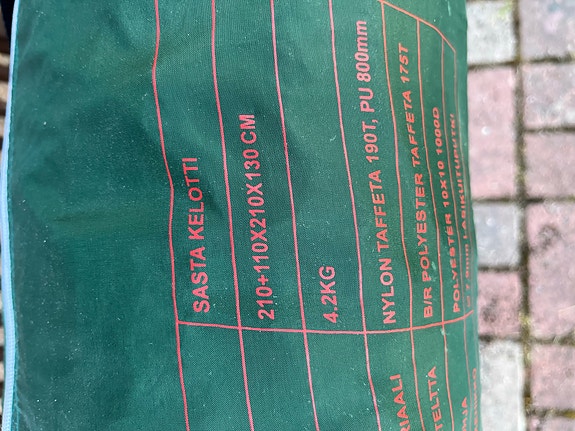 SASTA KELOTTI
210+110X210X130 CM
4.2KG
RIAALI NYLON TAFFETA 190T, PU 800mm
TELTTA B/R POLYESTER TAFFETA 175T
POLYESTER 10X10 1000D
LASIKUITUPUTKI